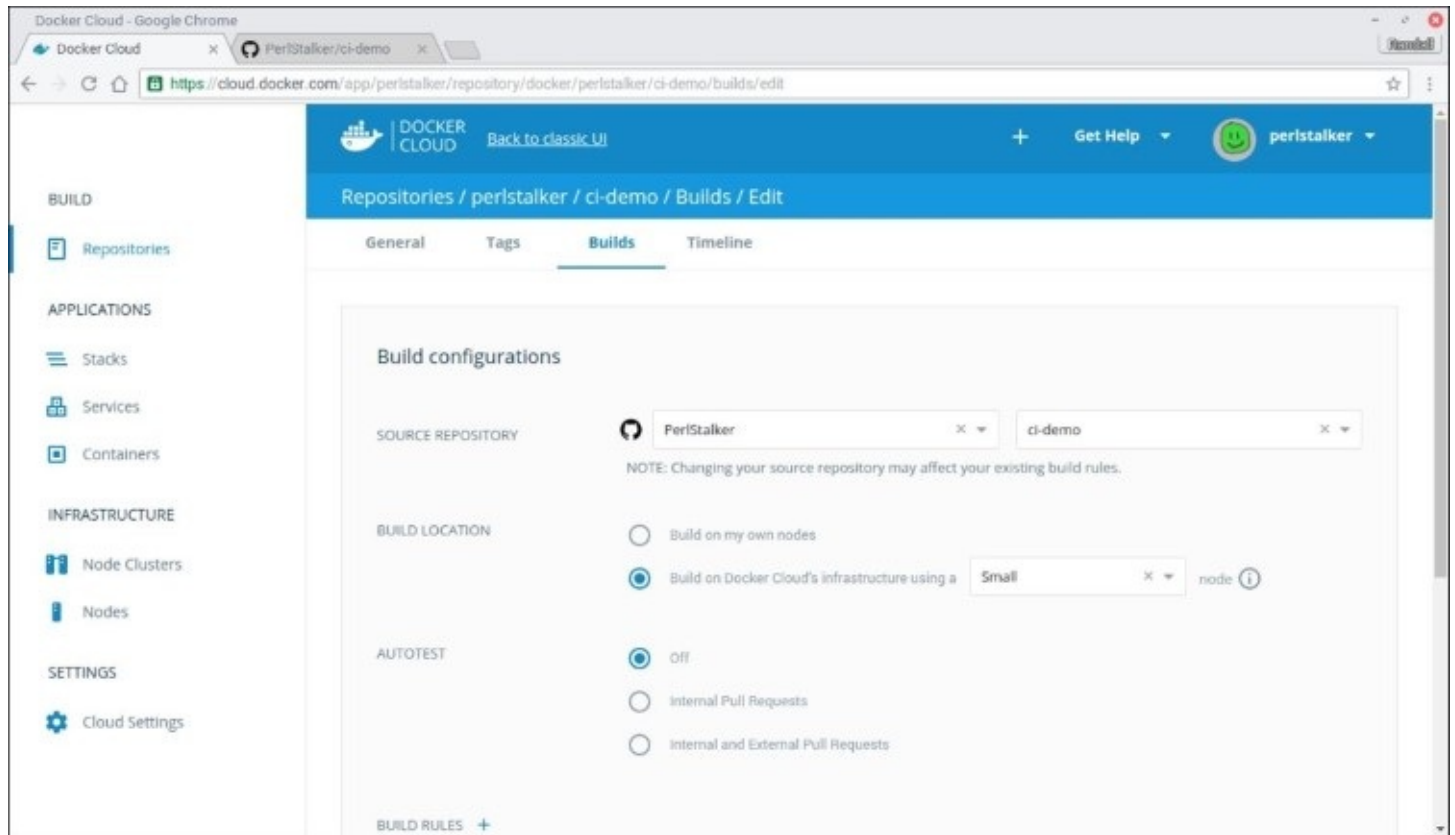 Docker Cloud - Google Chrome
Docker Cloud
PerlStalker/ci-demo
https://cloud.docker.com/app/perlstalker/repository/docker/perlstalker/ci-demo/builds/edit
DOCKER CLOUD
Back to classic UI
+ Get Help
perlstalker
Repositories / perlstalker / ci-demo / Builds / Edit
General Tags Builds Timeline
BUILD
Repositories
APPLICATIONS
Stacks
Services
Containers
INFRASTRUCTURE
Node Clusters
Nodes
SETTINGS
Cloud Settings
Build configurations
SOURCE REPOSITORY
PerlStalker
ci-demo
NOTE: Changing your source repository may affect your existing build rules.
BUILD LOCATION
Build on my own nodes
Build on Docker Cloud's infrastructure using a Small node
AUTOTEST
Off
Internal Pull Requests
Internal and External Pull Requests
BUILD RULES +